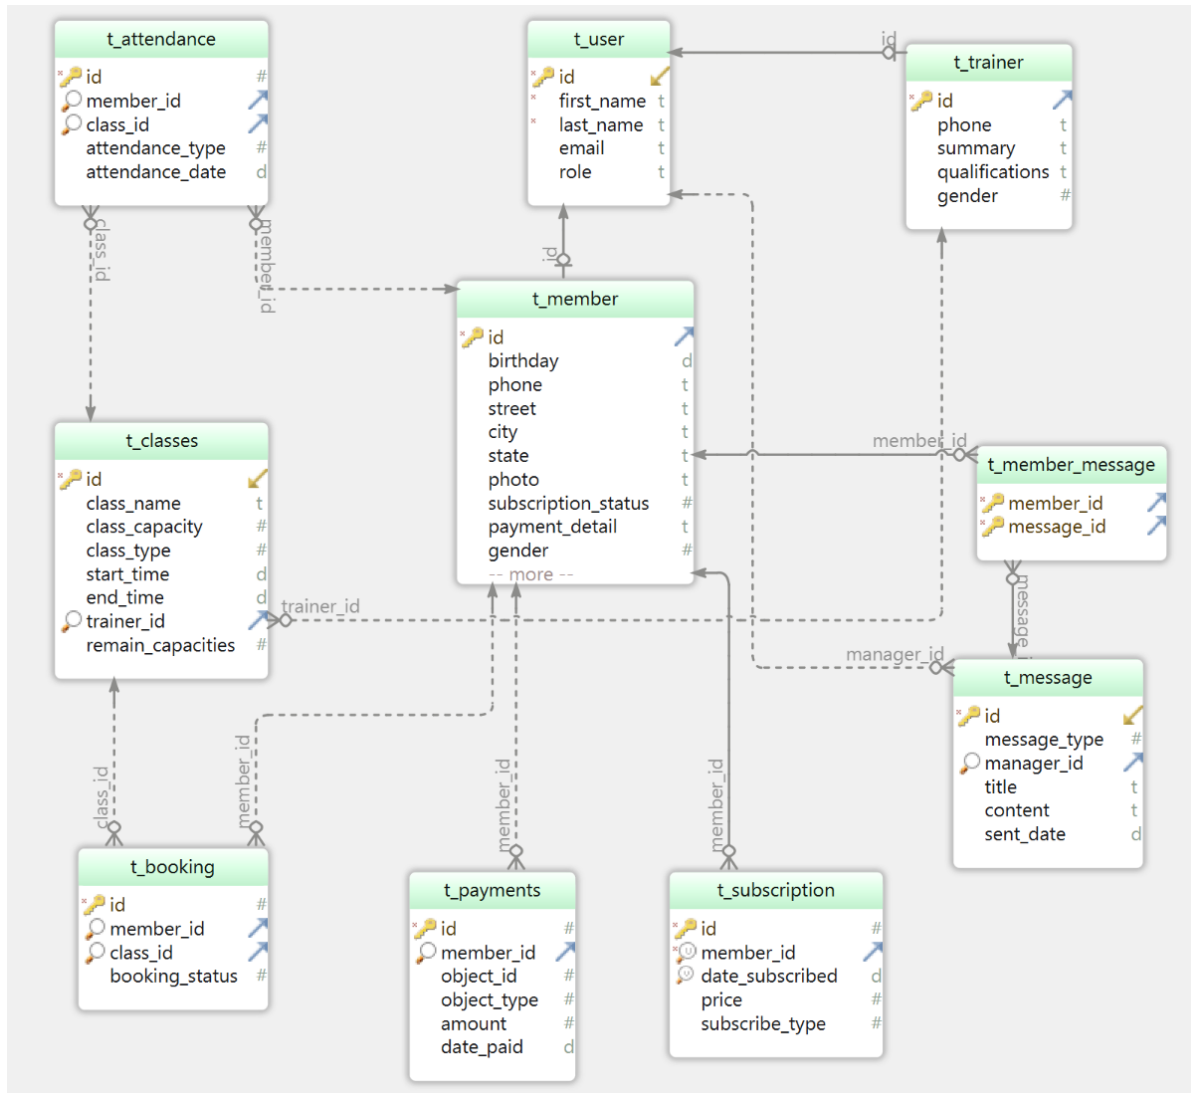 t_attendance
id #
member_id
class_id
attendance_type #
attendance_date d
t_user
id
first_name t
last_name t
email t
role t
id
t_trainer
id
phone t
summary t
qualifications t
gender #
class_id
member_id
id
t_member
id
birthday d
phone t
street t
city t
state t
photo t
subscription_status #
payment_detail t
gender #
-- more --
t_classes
id
class_name t
class_capacity #
class_type #
start_time d
end_time d
trainer_id
remain_capacities #
trainer_id
member_id
t_member_message
member_id
message_id
message_i
manager_id
t_message
id
message_type #
manager_id
title t
content t
sent_date d
class_id
member_id
member_id
member_id
t_booking
id #
member_id
class_id
booking_status #
t_payments
id #
member_id
object_id #
object_type #
amount #
date_paid d
t_subscription
id #
member_id
date_subscribed d
price #
subscribe_type #